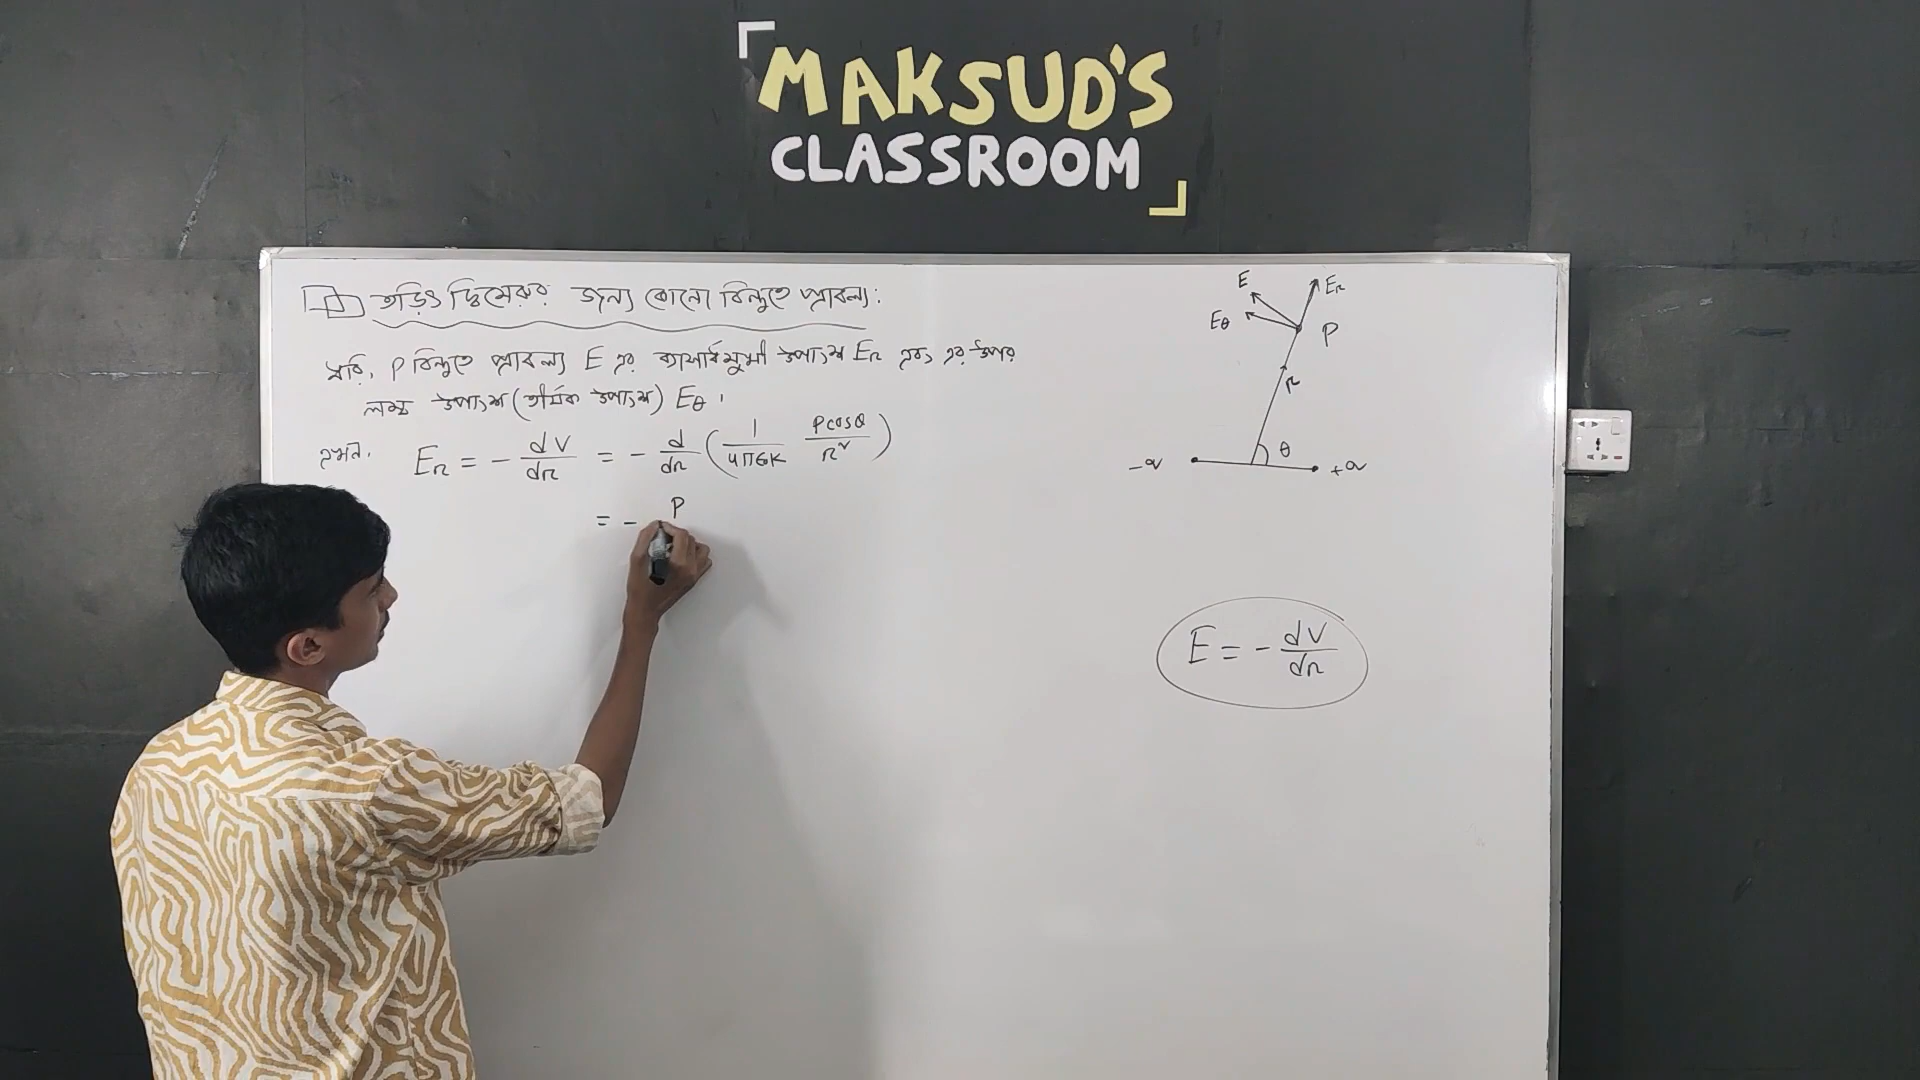 MAKSUD'S
CLASSROOM
তড়িৎ দ্বিমেরুর জন্য কোনো বিন্দুতে প্রাবল্য:
ধরি, P বিন্দুতে প্রাবল্য E এর ব্যাসার্ধমুখী উপাংশ Er এবং এর উপর
লম্ব উপাংশ (তীর্যক উপাংশ) Eθ ।
এখন, Er = - dV/dr = - d/dr (1/4π∈K Pcosθ/r²)
= - P
E
Er
Eθ
P
r
θ
-q
+q
E = - dV/dr